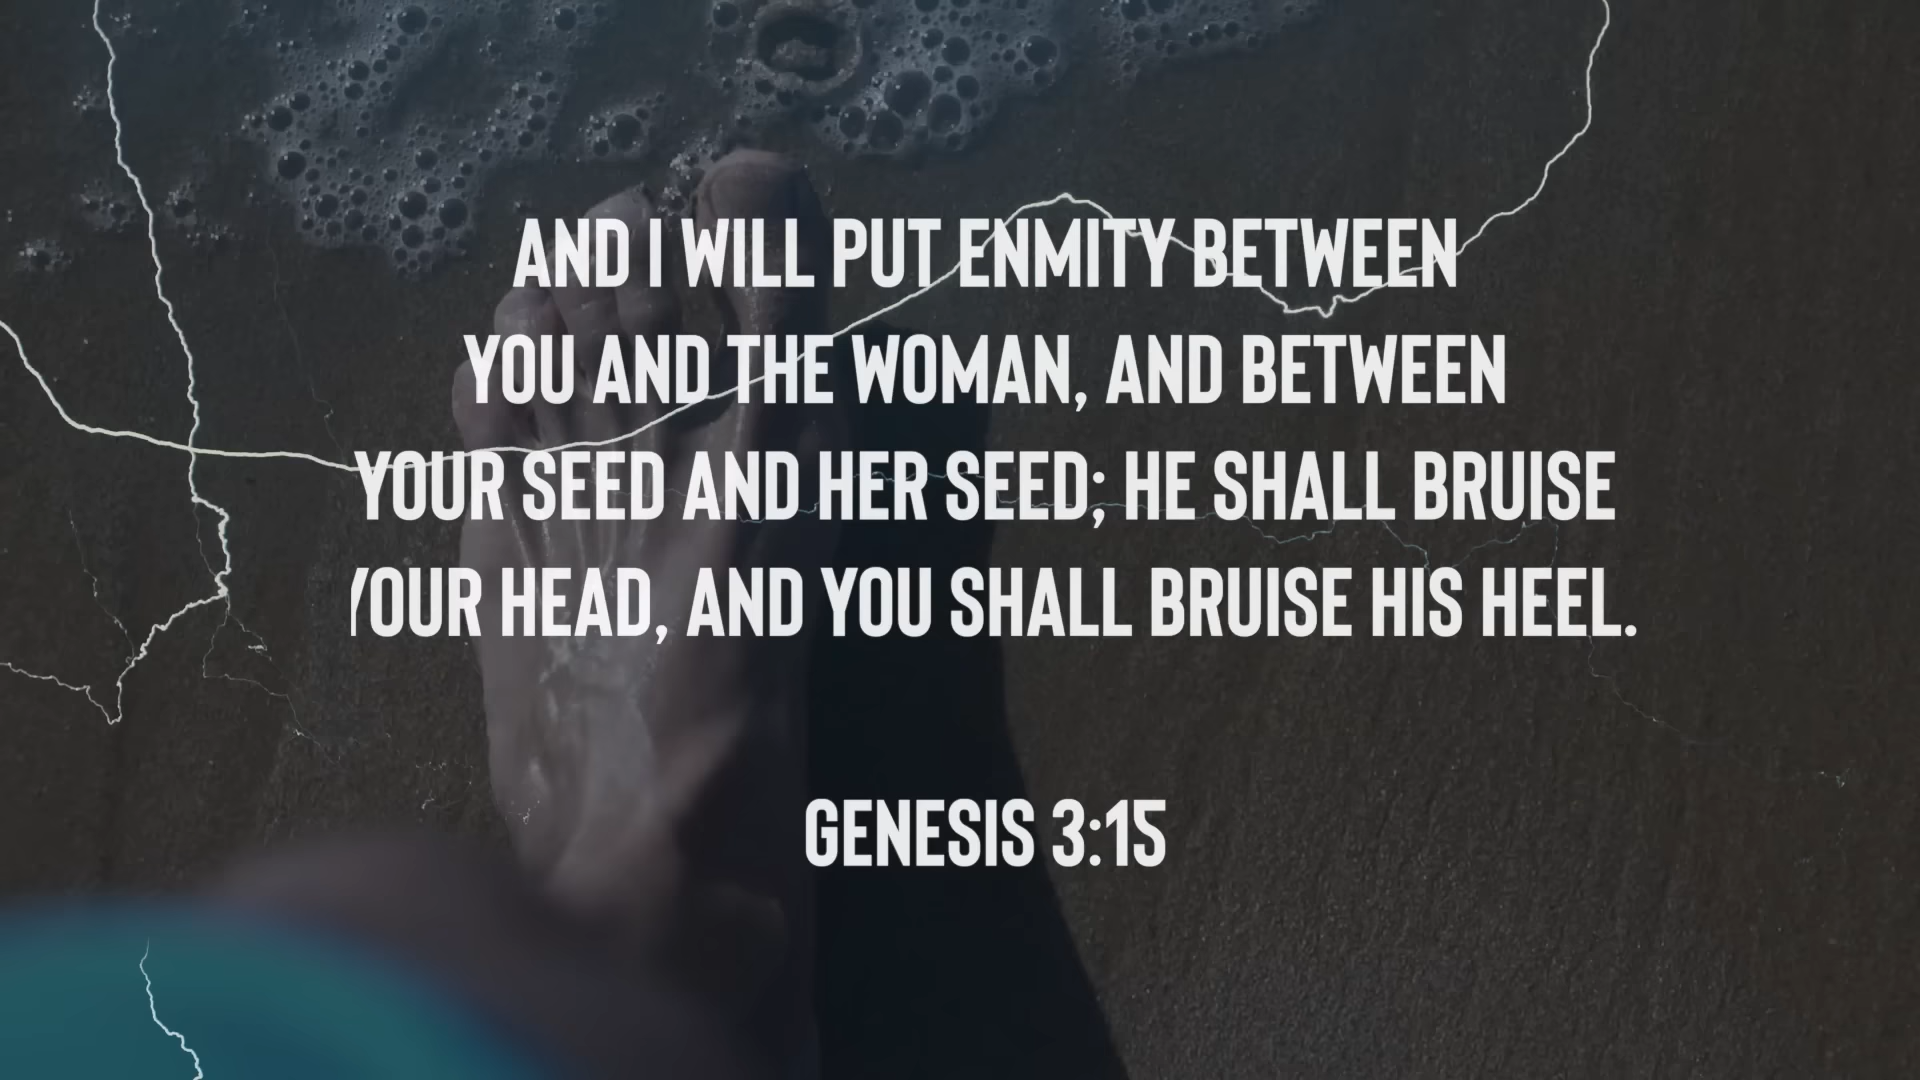 AND I WILL PUT ENMITY BETWEEN
YOU AND THE WOMAN, AND BETWEEN
YOUR SEED AND HER SEED; HE SHALL BRUISE
YOUR HEAD, AND YOU SHALL BRUISE HIS HEEL.
GENESIS 3:15